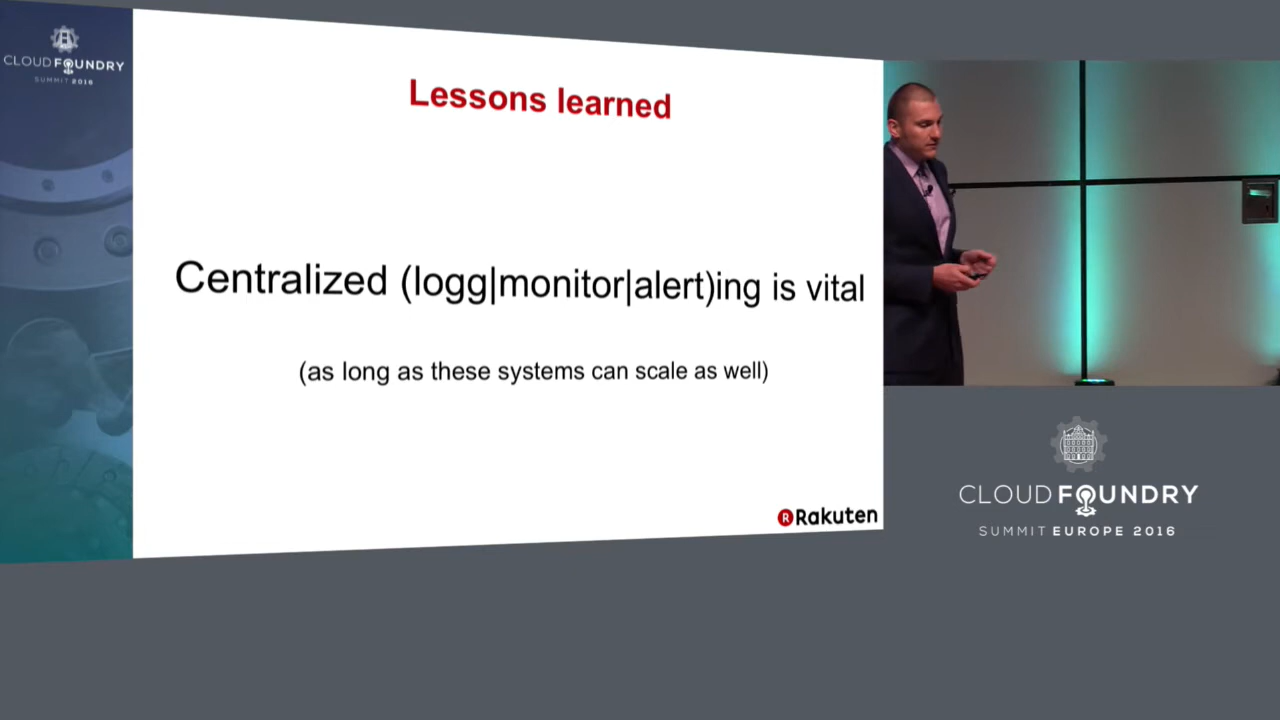 CLOUD FOUNDRY
SUMMIT 2016
Lessons learned
Centralized (logg|monitor|alert)ing is vital
(as long as these systems can scale as well)
R Rakuten
CLOUD FOUNDRY
SUMMIT EUROPE 2016